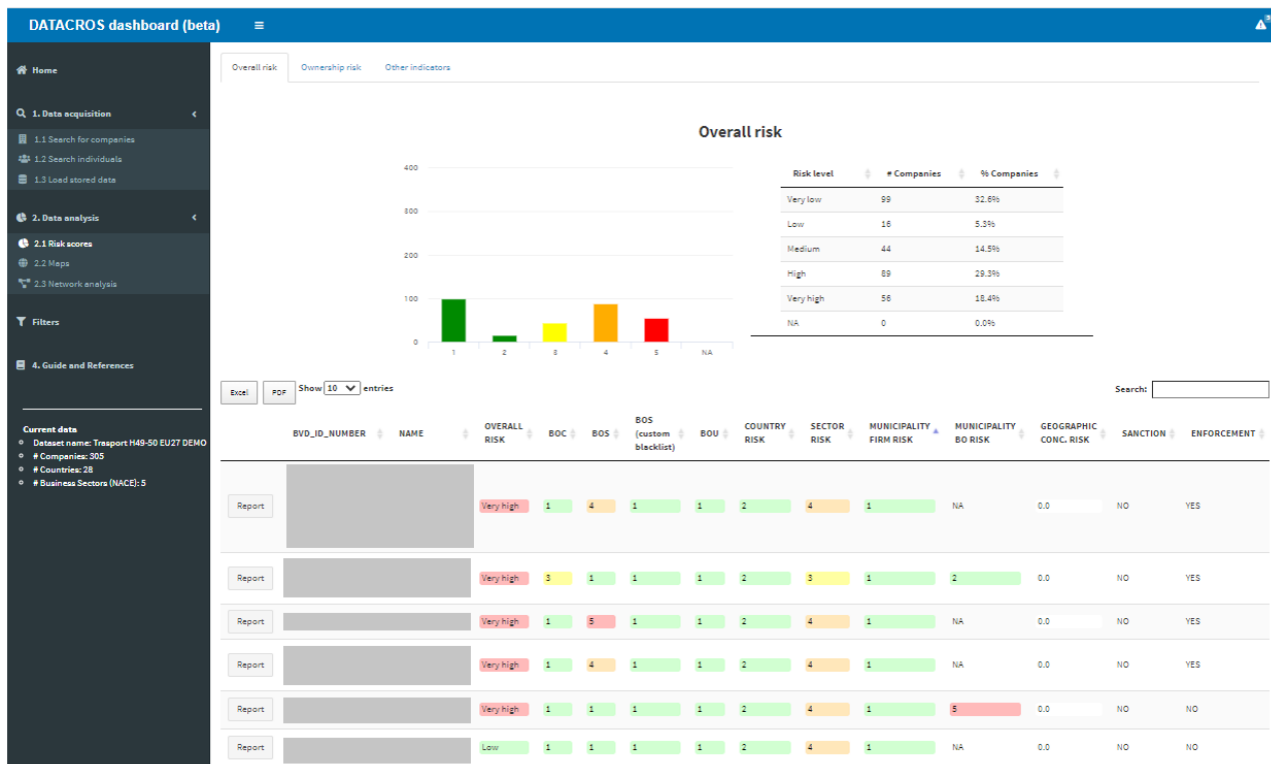 DATACROS dashboard (beta)
Home
1. Data acquisition
1.1 Search for companies
1.2 Search individuals
1.3 Load stored data
2. Data analysis
2.1 Risk scores
2.2 Maps
2.3 Network analysis
Filters
4. Guide and References
Current data
Dataset name: Trasport H49-50 EU27 DEMO
# Companies: 305
# Countries: 28
# Business Sectors (NACE): 5
Overall risk Ownership risk Other indicators
Overall risk
400
300
200
100
0
1 2 3 4 5 NA
Risk level # Companies % Companies
Very low 99 32.6%
Low 16 5.3%
Medium 44 14.5%
High 89 29.3%
Very high 56 18.4%
NA 0 0.0%
Excel PDF Show 10 entries Search:
BVD_ID_NUMBER NAME OVERALL RISK BOC BOS BOS (custom blacklist) BOU COUNTRY RISK SECTOR RISK MUNICIPALITY FIRM RISK MUNICIPALITY BO RISK GEOGRAPHIC CONC. RISK SANCTION ENFORCEMENT
Report Very high 1 4 1 1 2 4 1 NA 0.0 NO YES
Report Very high 3 1 1 1 2 3 1 2 0.0 NO YES
Report Very high 1 5 1 1 2 4 1 NA 0.0 NO YES
Report Very high 1 4 1 1 2 4 1 NA 0.0 NO YES
Report Very high 1 1 1 1 2 4 1 5 0.0 NO NO
Report Low 1 1 1 1 2 4 1 NA 0.0 NO NO